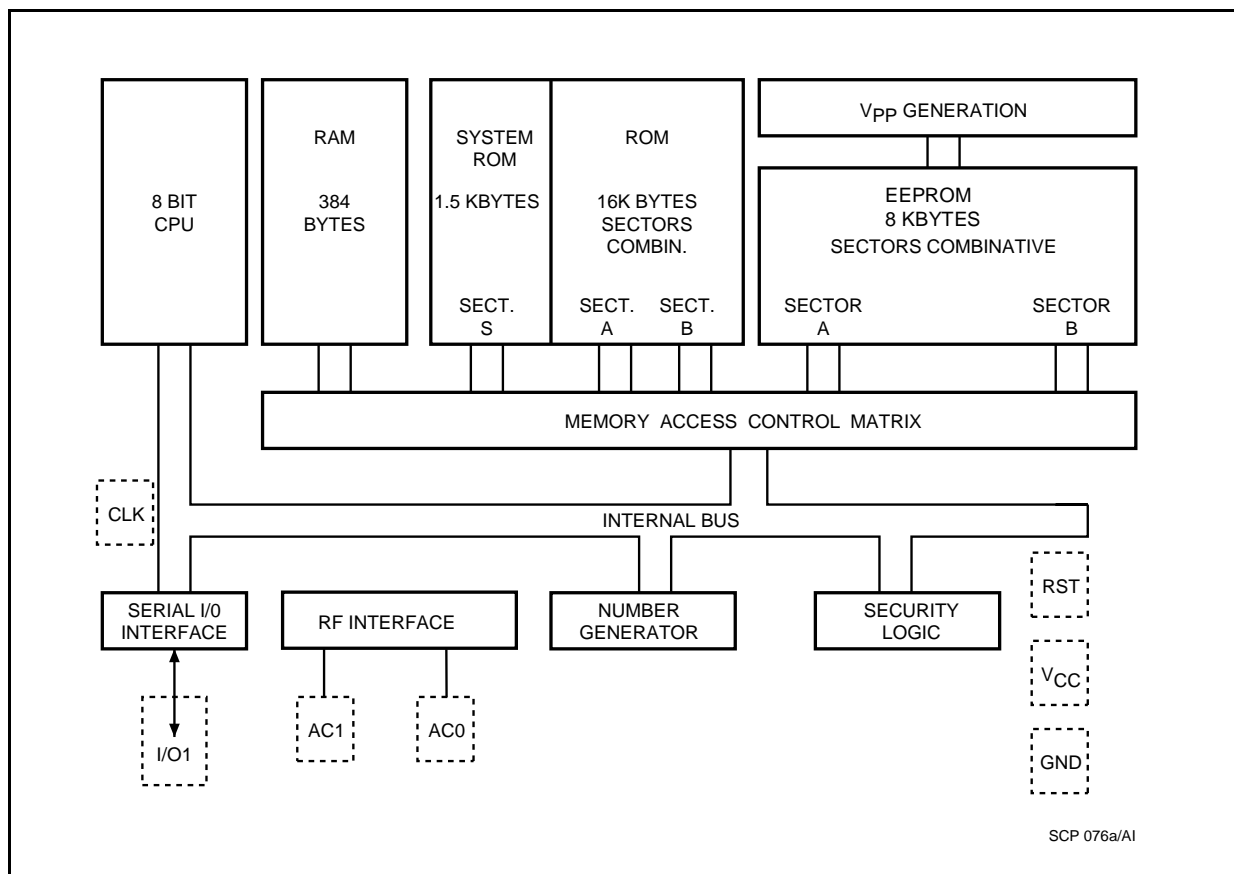 8 BIT
CPU
RAM
384
BYTES
SYSTEM
ROM
1.5 KBYTES
SECT.
S
ROM
16K BYTES
SECTORS
COMBIN.
SECT.
A
SECT.
B
VPP GENERATION
EEPROM
8 KBYTES
SECTORS COMBINATIVE
SECTOR
A
SECTOR
B
MEMORY ACCESS CONTROL MATRIX
CLK
INTERNAL BUS
SERIAL I/0
INTERFACE
RF INTERFACE
NUMBER
GENERATOR
SECURITY
LOGIC
RST
VCC
GND
I/O1
AC1
AC0
SCP 076a/AI